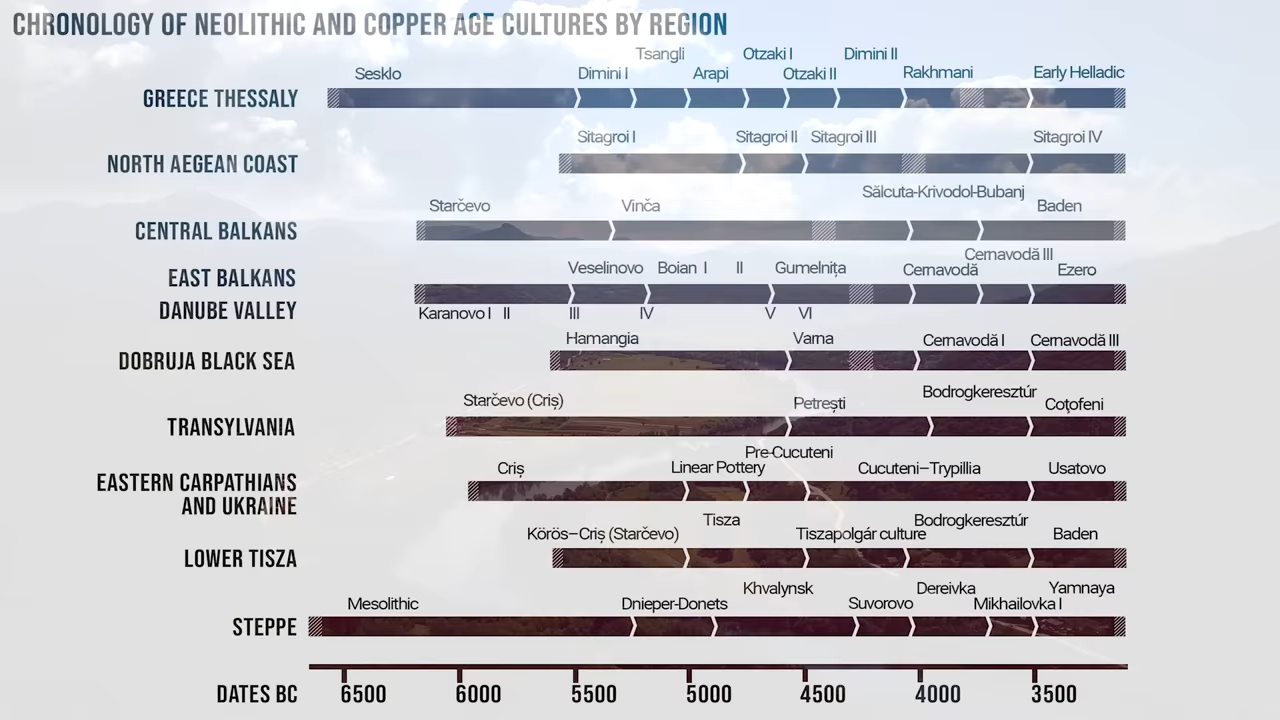 CHRONOLOGY OF NEOLITHIC AND COPPER AGE CULTURES BY REGION
Tsangli Otzaki I Dimini II
Sesklo Dimini I Arapi Otzaki II Rakhmani Early Helladic
GREECE THESSALY
Sitagroi I Sitagroi II Sitagroi III Sitagroi IV
NORTH AEGEAN COAST
Sălcuta-Krivodol-Bubanj
Starčevo Vinča Baden
CENTRAL BALKANS
Cernavodă III
Veselinovo Boian I II Gumelnița Cernavodă Ezero
EAST BALKANS
DANUBE VALLEY
Karanovo I II III IV V VI
Hamangia Varna Cernavodă I Cernavodă III
DOBRUJA BLACK SEA
Bodrogkeresztúr
Starčevo (Criș) Petrești Coţofeni
TRANSYLVANIA
Pre-Cucuteni
Criș Linear Pottery Cucuteni–Trypillia Usatovo
EASTERN CARPATHIANS
AND UKRAINE
Tisza Bodrogkeresztúr
Körös–Criș (Starčevo) Tiszapolgár culture Baden
LOWER TISZA
Khvalynsk Dereivka Yamnaya
Mesolithic Dnieper-Donets Suvorovo Mikhailovka I
STEPPE
DATES BC 6500 6000 5500 5000 4500 4000 3500